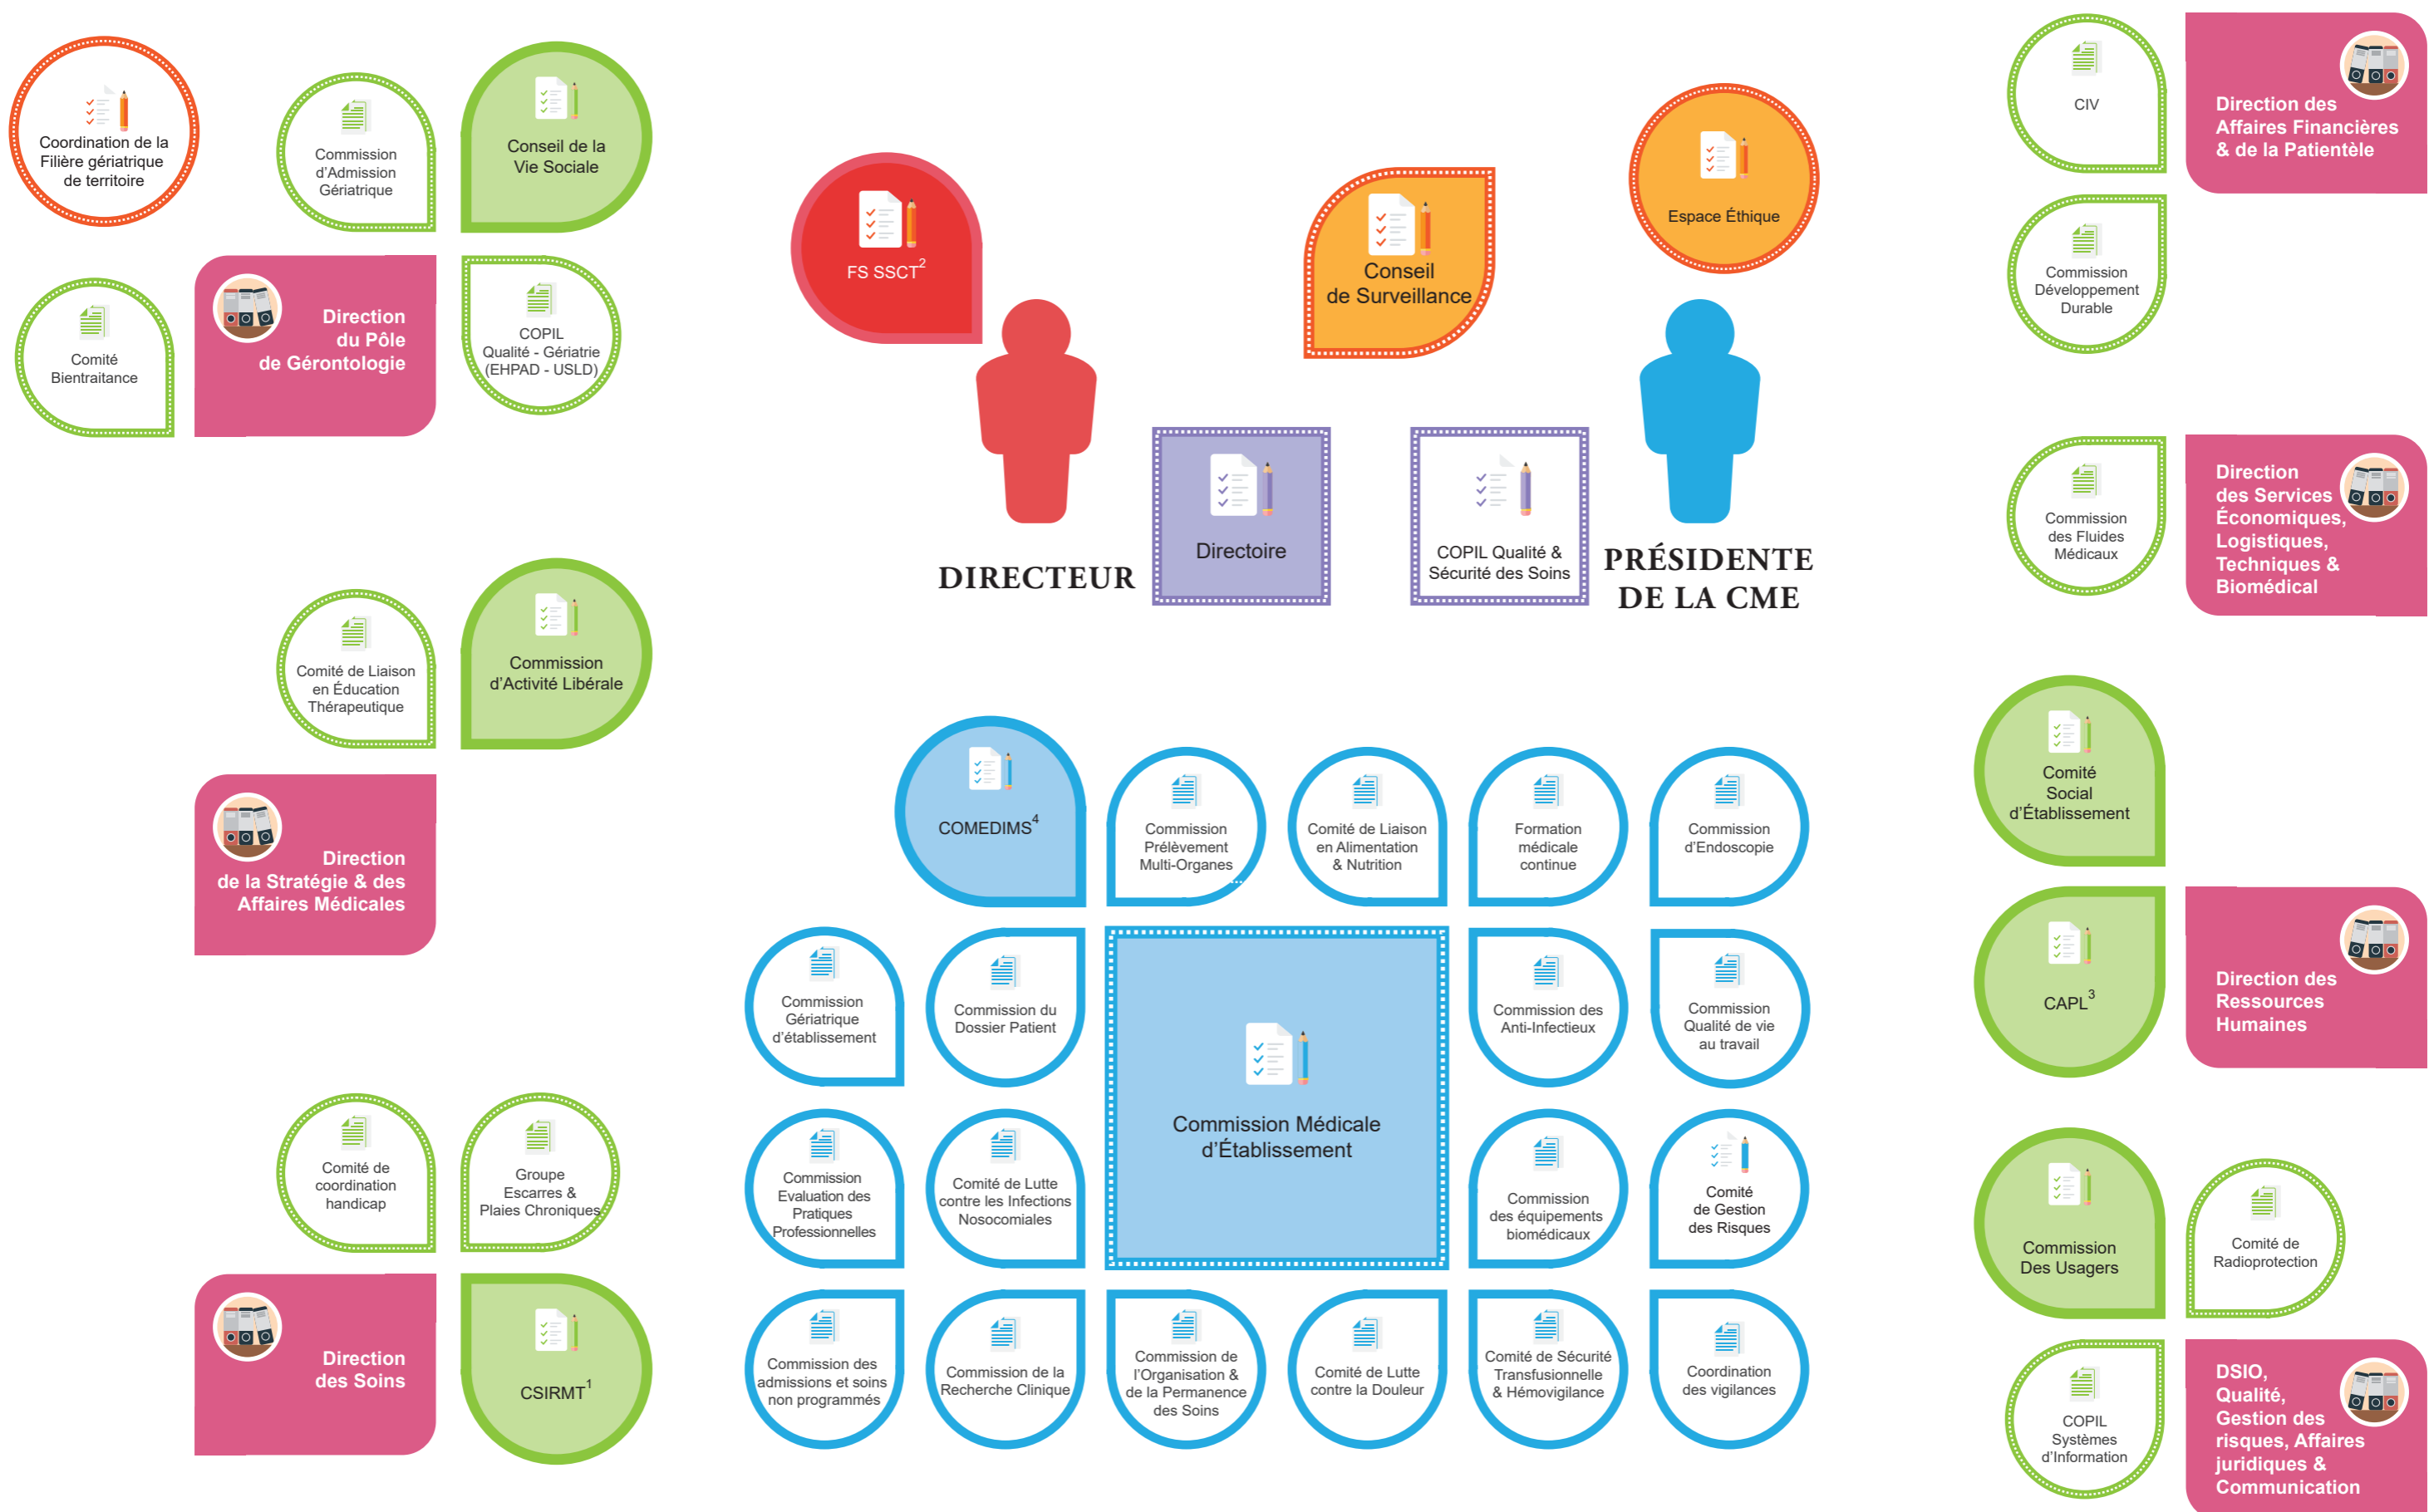 Coordination de la
Filière gériatrique
de territoire
Commission
d'Admission
Gériatrique
Conseil de la
Vie Sociale
Comité
Bientraitance
Direction
du Pôle
de Gérontologie
COPIL
Qualité - Gériatrie
(EHPAD - USLD)
Comité de Liaison
en Éducation
Thérapeutique
Commission
d'Activité Libérale
Direction
de la Stratégie & des
Affaires Médicales
Comité de
coordination
handicap
Groupe
Escarres &
Plaies Chroniques
Direction
des Soins
CSIRMT1
FS SSCT2
Conseil
de Surveillance
Espace Éthique
DIRECTEUR
Directoire
COPIL Qualité &
Sécurité des Soins
PRÉSIDENTE
DE LA CME
COMEDIMS4
Commission
Prélèvement
Multi-Organes
Comité de Liaison
en Alimentation
& Nutrition
Formation
médicale
continue
Commission
d'Endoscopie
Commission
Gériatrique
d'établissement
Commission du
Dossier Patient
Commission Médicale
d'Établissement
Commission des
Anti-Infectieux
Commission
Qualité de vie
au travail
Commission
Evaluation des
Pratiques
Professionnelles
Comité de Lutte
contre les Infections
Nosocomiales
Commission
des équipements
biomédicaux
Comité
de Gestion
des Risques
Commission des
admissions et soins
non programmés
Commission de la
Recherche Clinique
Commission de
l'Organisation &
de la Permanence
des Soins
Comité de Lutte
contre la Douleur
Comité de Sécurité
Transfusionnelle
& Hémovigilance
Coordination
des vigilances
CIV
Direction des
Affaires Financières
& de la Patientèle
Commission
Développement
Durable
Commission
des Fluides
Médicaux
Direction
des Services
Économiques,
Logistiques,
Techniques &
Biomédical
Comité
Social
d'Établissement
CAPL3
Direction des
Ressources
Humaines
Commission
Des Usagers
Comité de
Radioprotection
COPIL
Systèmes
d'Information
DSIO,
Qualité,
Gestion des
risques, Affaires
juridiques &
Communication